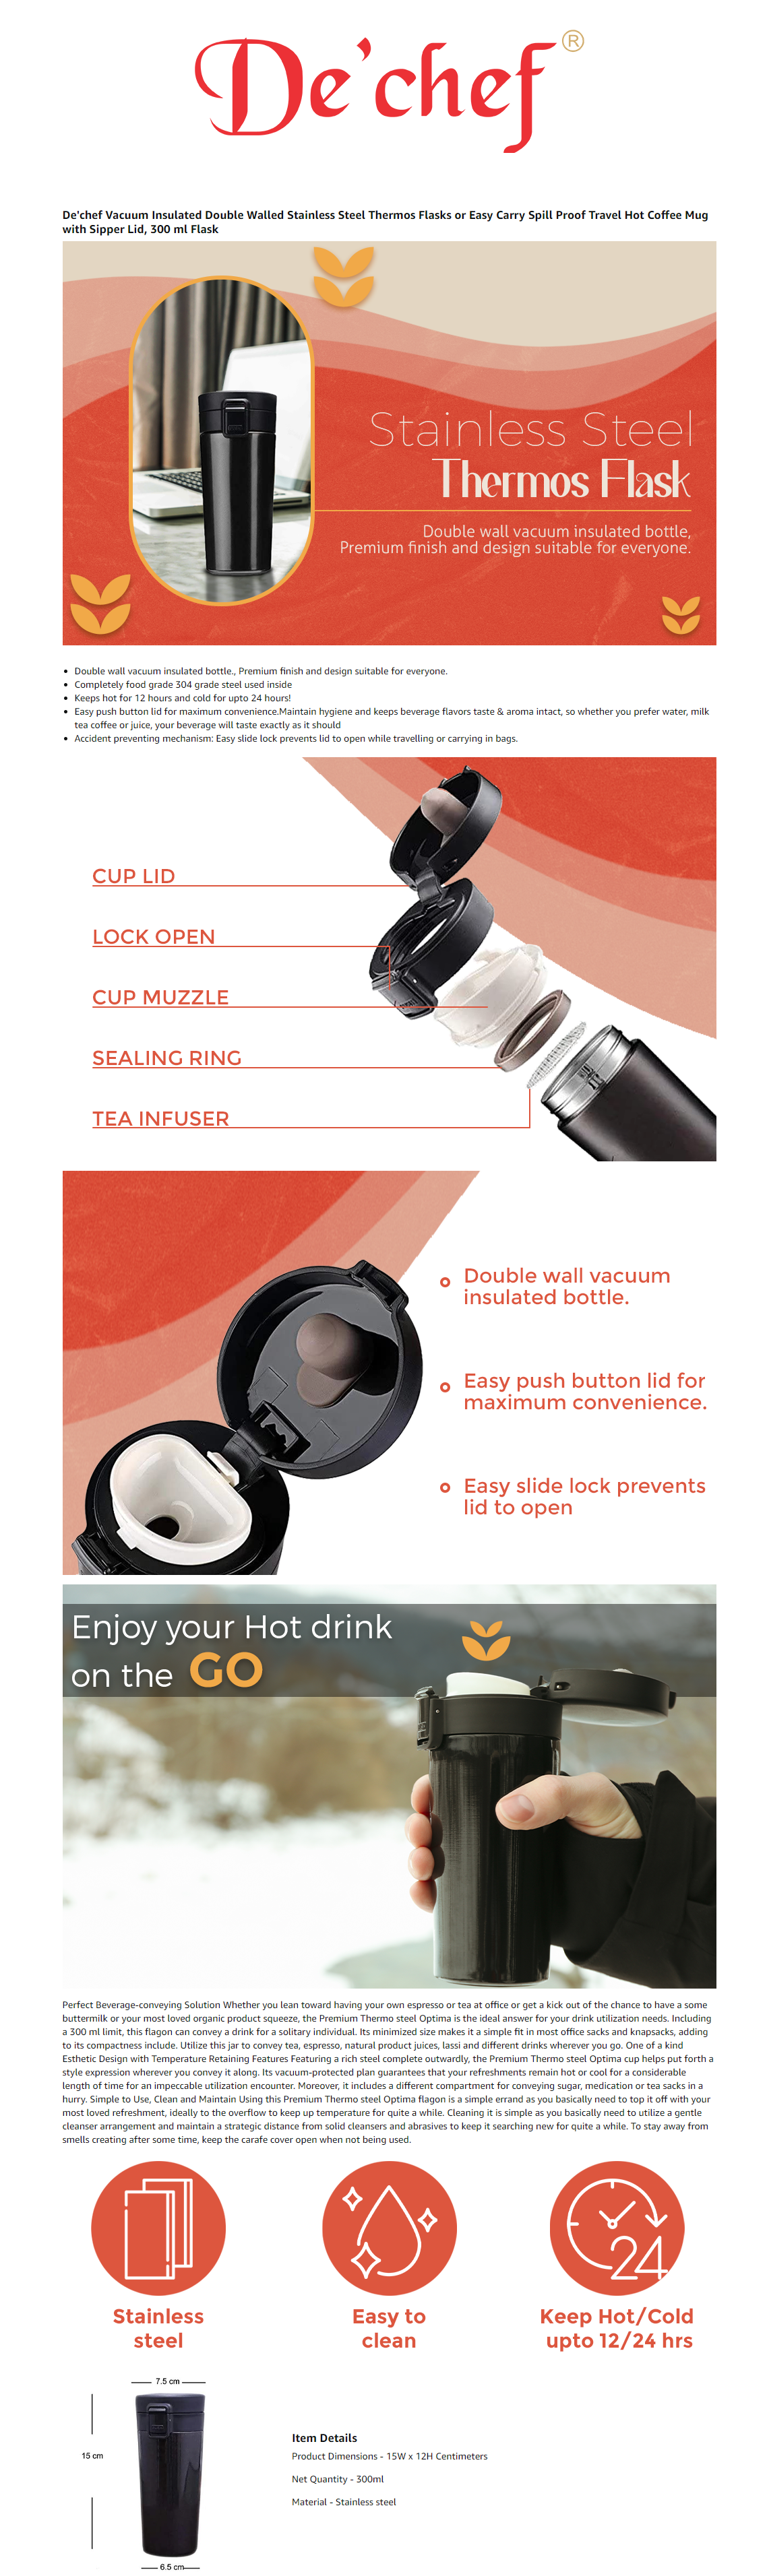 De'chef®
De'chef Vacuum Insulated Double Walled Stainless Steel Thermos Flasks or Easy Carry Spill Proof Travel Hot Coffee Mug
with Sipper Lid, 300 ml Flask
Stainless Steel
Thermos Flask
Double wall vacuum insulated bottle,
Premium finish and design suitable for everyone.
• Double wall vacuum insulated bottle., Premium finish and design suitable for everyone.
• Completely food grade 304 grade steel used inside
• Keeps hot for 12 hours and cold for upto 24 hours!
• Easy push button lid for maximum convenience.Maintain hygiene and keeps beverage flavors taste & aroma intact, so whether you prefer water, milk
tea coffee or juice, your beverage will taste exactly as it should
• Accident preventing mechanism: Easy slide lock prevents lid to open while travelling or carrying in bags.
CUP LID
LOCK OPEN
CUP MUZZLE
SEALING RING
TEA INFUSER
Double wall vacuum
insulated bottle.
Easy push button lid for
maximum convenience.
Easy slide lock prevents
lid to open
Enjoy your Hot drink
on the GO
Perfect Beverage-conveying Solution Whether you lean toward having your own espresso or tea at office or get a kick out of the chance to have a some
buttermilk or your most loved organic product squeeze, the Premium Thermo steel Optima is the ideal answer for your drink utilization needs. Including
a 300 ml limit, this flagon can convey a drink for a solitary individual. Its minimized size makes it a simple fit in most office sacks and knapsacks, adding
to its compactness include. Utilize this jar to convey tea, espresso, natural product juices, lassi and different drinks wherever you go. One of a kind
Esthetic Design with Temperature Retaining Features Featuring a rich steel complete outwardly, the Premium Thermo steel Optima cup helps put forth a
style expression wherever you convey it along. Its vacuum-protected plan guarantees that your refreshments remain hot or cool for a considerable
length of time for an impeccable utilization encounter. Moreover, it includes a different compartment for conveying sugar, medication or tea sacks in a
hurry. Simple to Use, Clean and Maintain Using this Premium Thermo steel Optima flagon is a simple errand as you basically need to top it off with your
most loved refreshment, ideally to the overflow to keep up temperature for quite a while. Cleaning it is simple as you basically need to utilize a gentle
cleanser arrangement and maintain a strategic distance from solid cleansers and abrasives to keep it searching new for quite a while. To stay away from
smells creating after some time, keep the carafe cover open when not being used.
24
Stainless
steel
Easy to
clean
Keep Hot/Cold
upto 12/24 hrs
7.5 cm
15 cm
6.5 cm
Item Details
Product Dimensions - 15W x 12H Centimeters
Net Quantity - 300ml
Material - Stainless steel